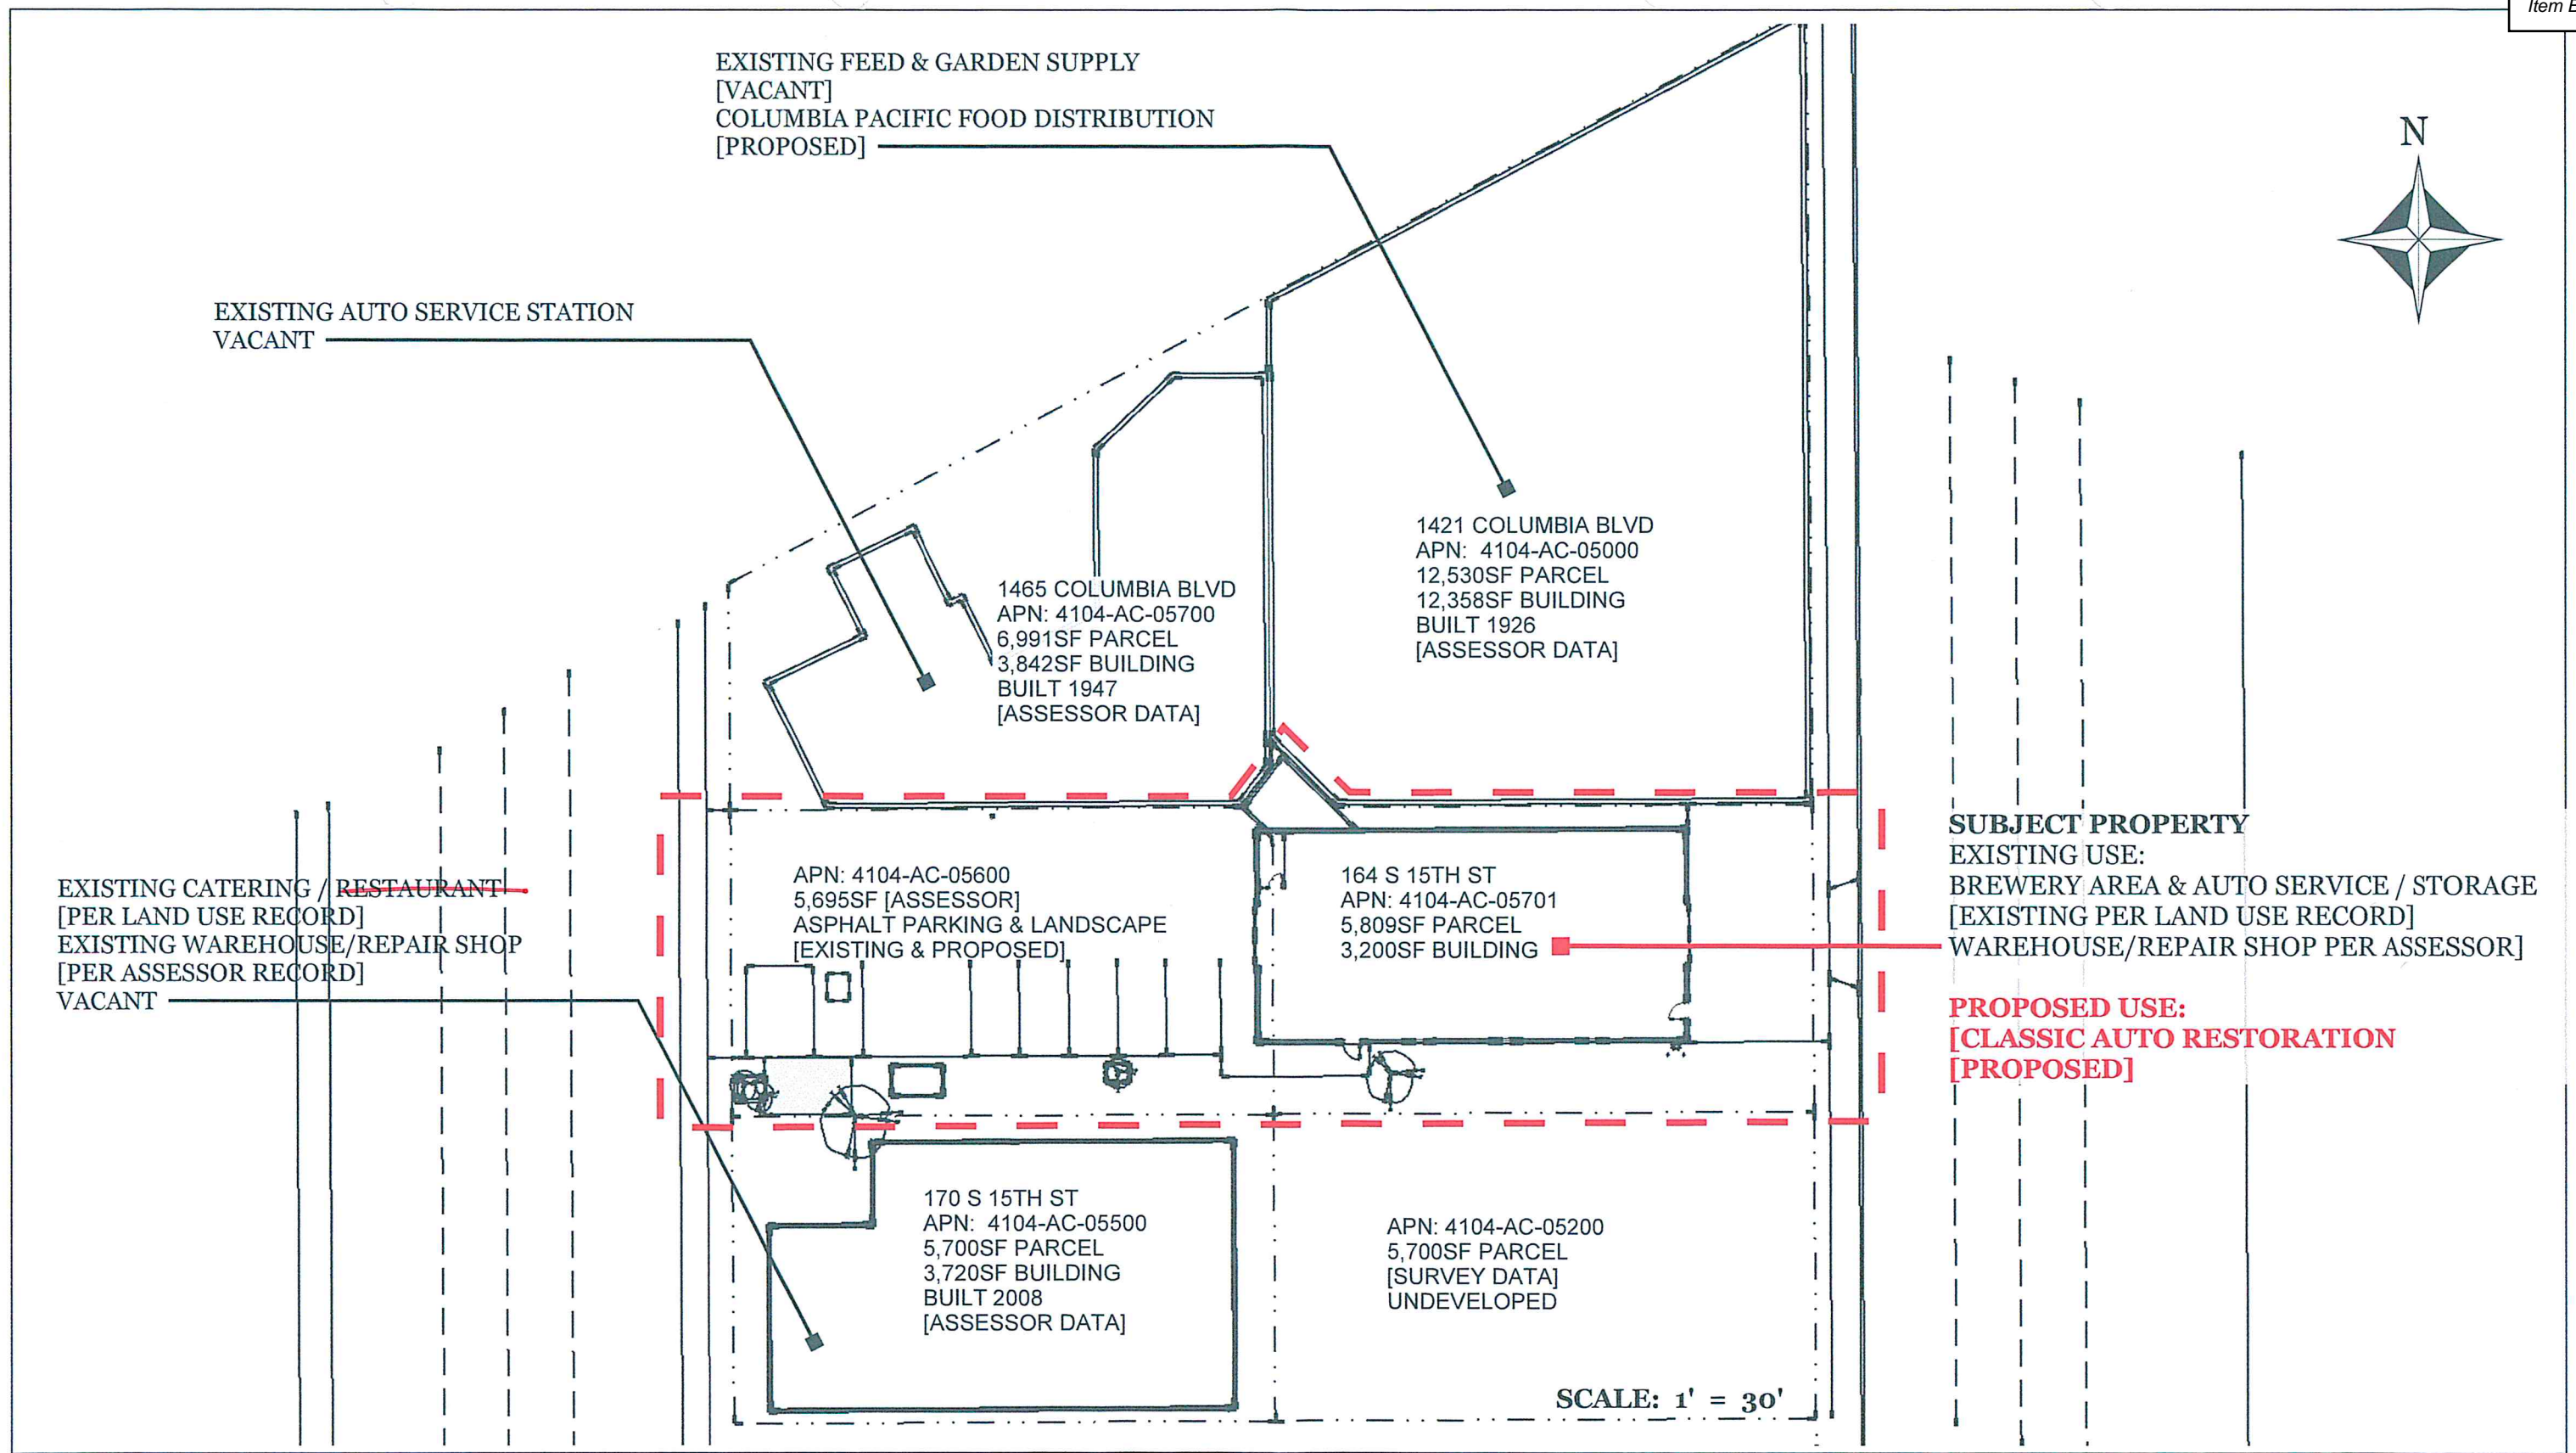 Item E
EXISTING FEED & GARDEN SUPPLY
[VACANT]
COLUMBIA PACIFIC FOOD DISTRIBUTION
[PROPOSED]
N
EXISTING AUTO SERVICE STATION
VACANT
1421 COLUMBIA BLVD
APN: 4104-AC-05000
12,530SF PARCEL
12,358SF BUILDING
BUILT 1926
[ASSESSOR DATA]
1465 COLUMBIA BLVD
APN: 4104-AC-05700
6,991SF PARCEL
3,842SF BUILDING
BUILT 1947
[ASSESSOR DATA]
EXISTING CATERING / RESTAURANT
[PER LAND USE RECORD]
EXISTING WAREHOUSE/REPAIR SHOP
[PER ASSESSOR RECORD]
VACANT
APN: 4104-AC-05600
5,695SF [ASSESSOR]
ASPHALT PARKING & LANDSCAPE
[EXISTING & PROPOSED]
164 S 15TH ST
APN: 4104-AC-05701
5,809SF PARCEL
3,200SF BUILDING
SUBJECT PROPERTY
EXISTING USE:
BREWERY AREA & AUTO SERVICE / STORAGE
[EXISTING PER LAND USE RECORD]
WAREHOUSE/REPAIR SHOP PER ASSESSOR]
PROPOSED USE:
[CLASSIC AUTO RESTORATION
[PROPOSED]
170 S 15TH ST
APN: 4104-AC-05500
5,700SF PARCEL
3,720SF BUILDING
BUILT 2008
[ASSESSOR DATA]
APN: 4104-AC-05200
5,700SF PARCEL
[SURVEY DATA]
UNDEVELOPED
SCALE: 1' = 30'